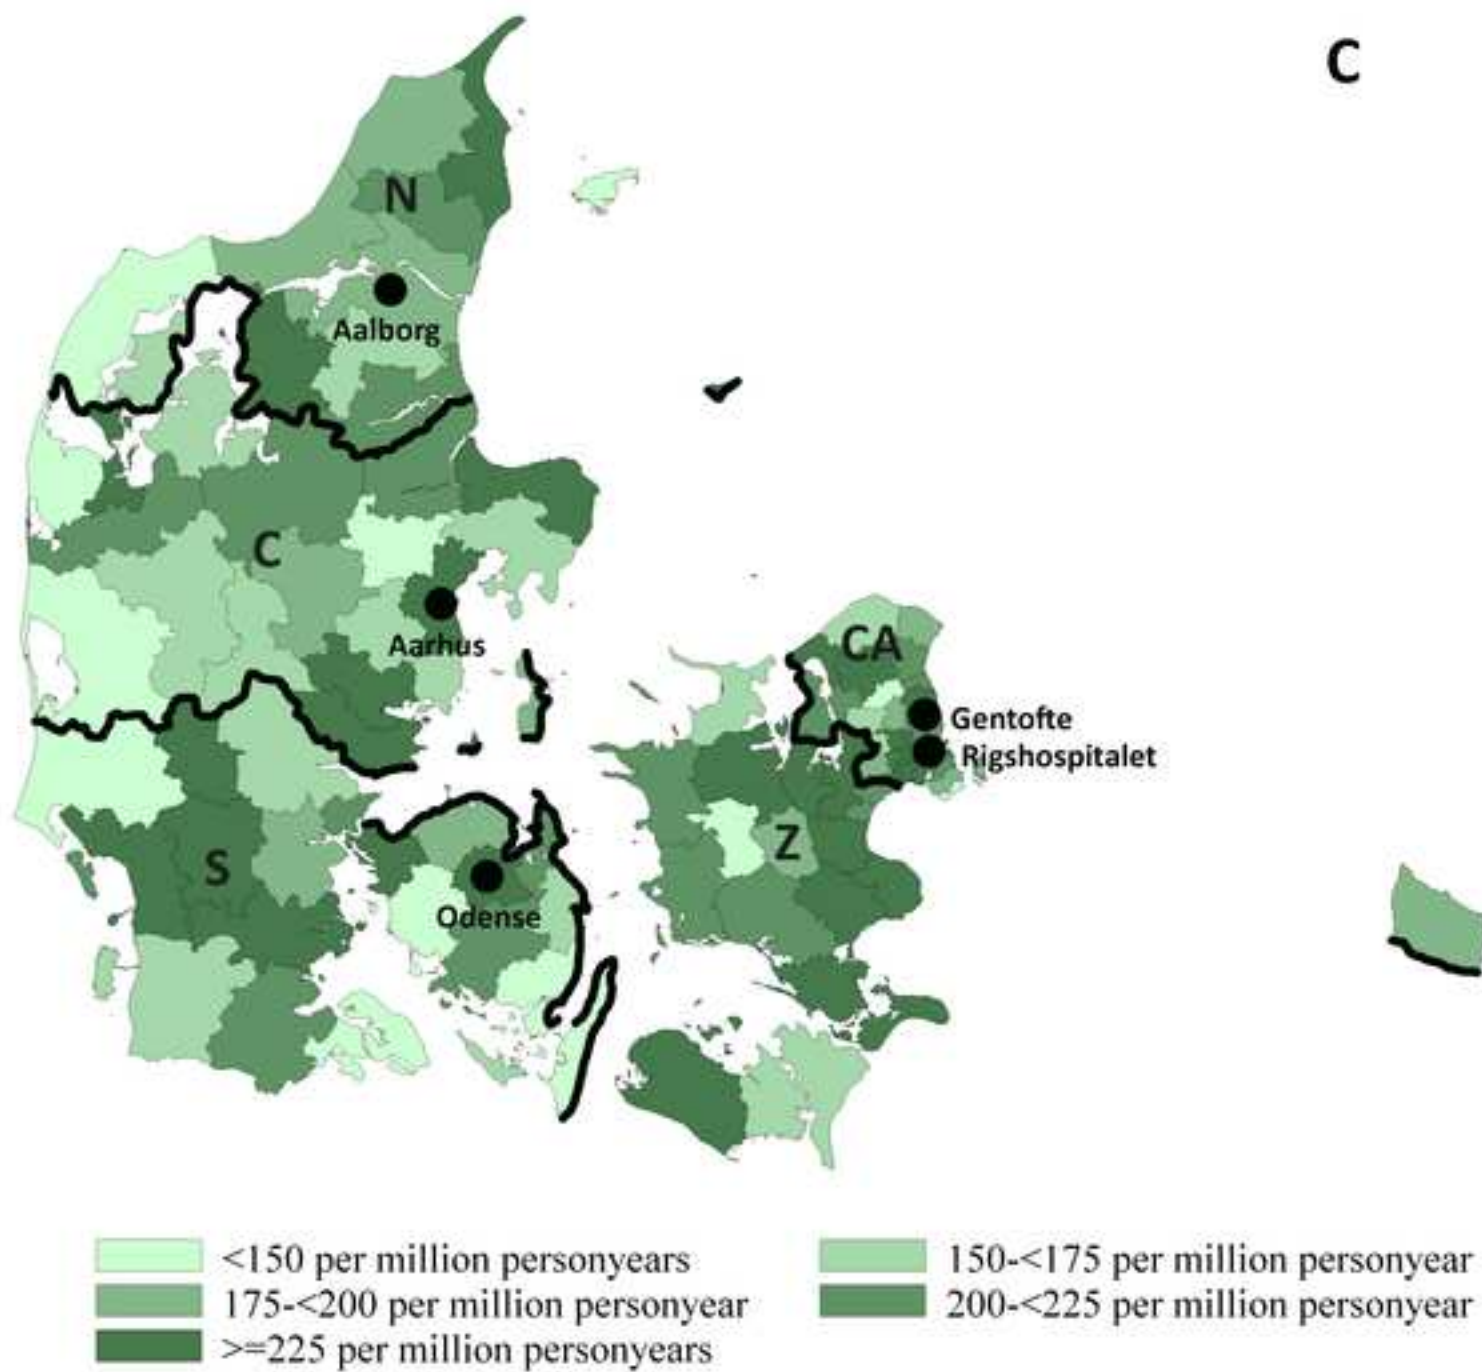 C
N
Aalborg
C
Aarhus
CA
Gentofte
Rigshospitalet
Z
S
Odense
<150 per million personyears
150-<175 per million personyear
175-<200 per million personyear
200-<225 per million personyear
>=225 per million personyears